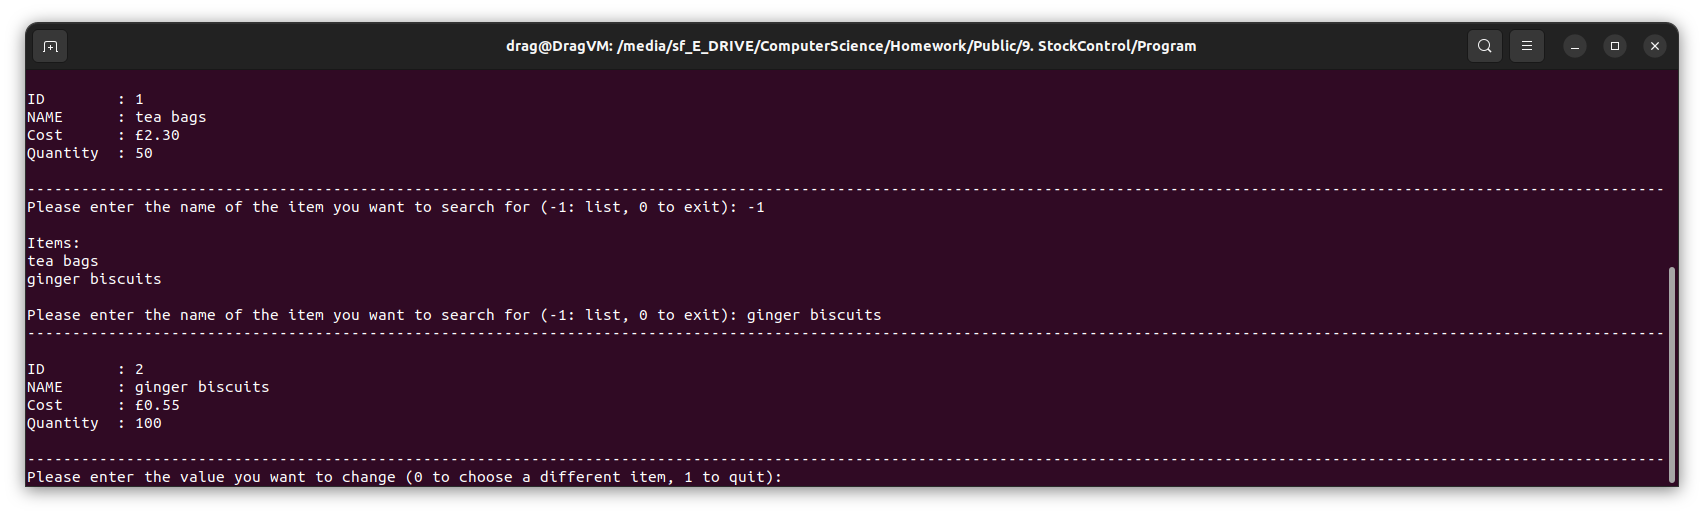 drag@DragVM: /media/sf_E_DRIVE/ComputerScience/Homework/Public/9. StockControl/Program
ID        : 1
NAME      : tea bags
Cost      : £2.30
Quantity  : 50
--------------------------------------------------------------------------------------------------------------------------------------------------------------------------------------
Please enter the name of the item you want to search for (-1: list, 0 to exit): -1
Items:
tea bags
ginger biscuits
Please enter the name of the item you want to search for (-1: list, 0 to exit): ginger biscuits
--------------------------------------------------------------------------------------------------------------------------------------------------------------------------------------
ID        : 2
NAME      : ginger biscuits
Cost      : £0.55
Quantity  : 100
--------------------------------------------------------------------------------------------------------------------------------------------------------------------------------------
Please enter the value you want to change (0 to choose a different item, 1 to quit):